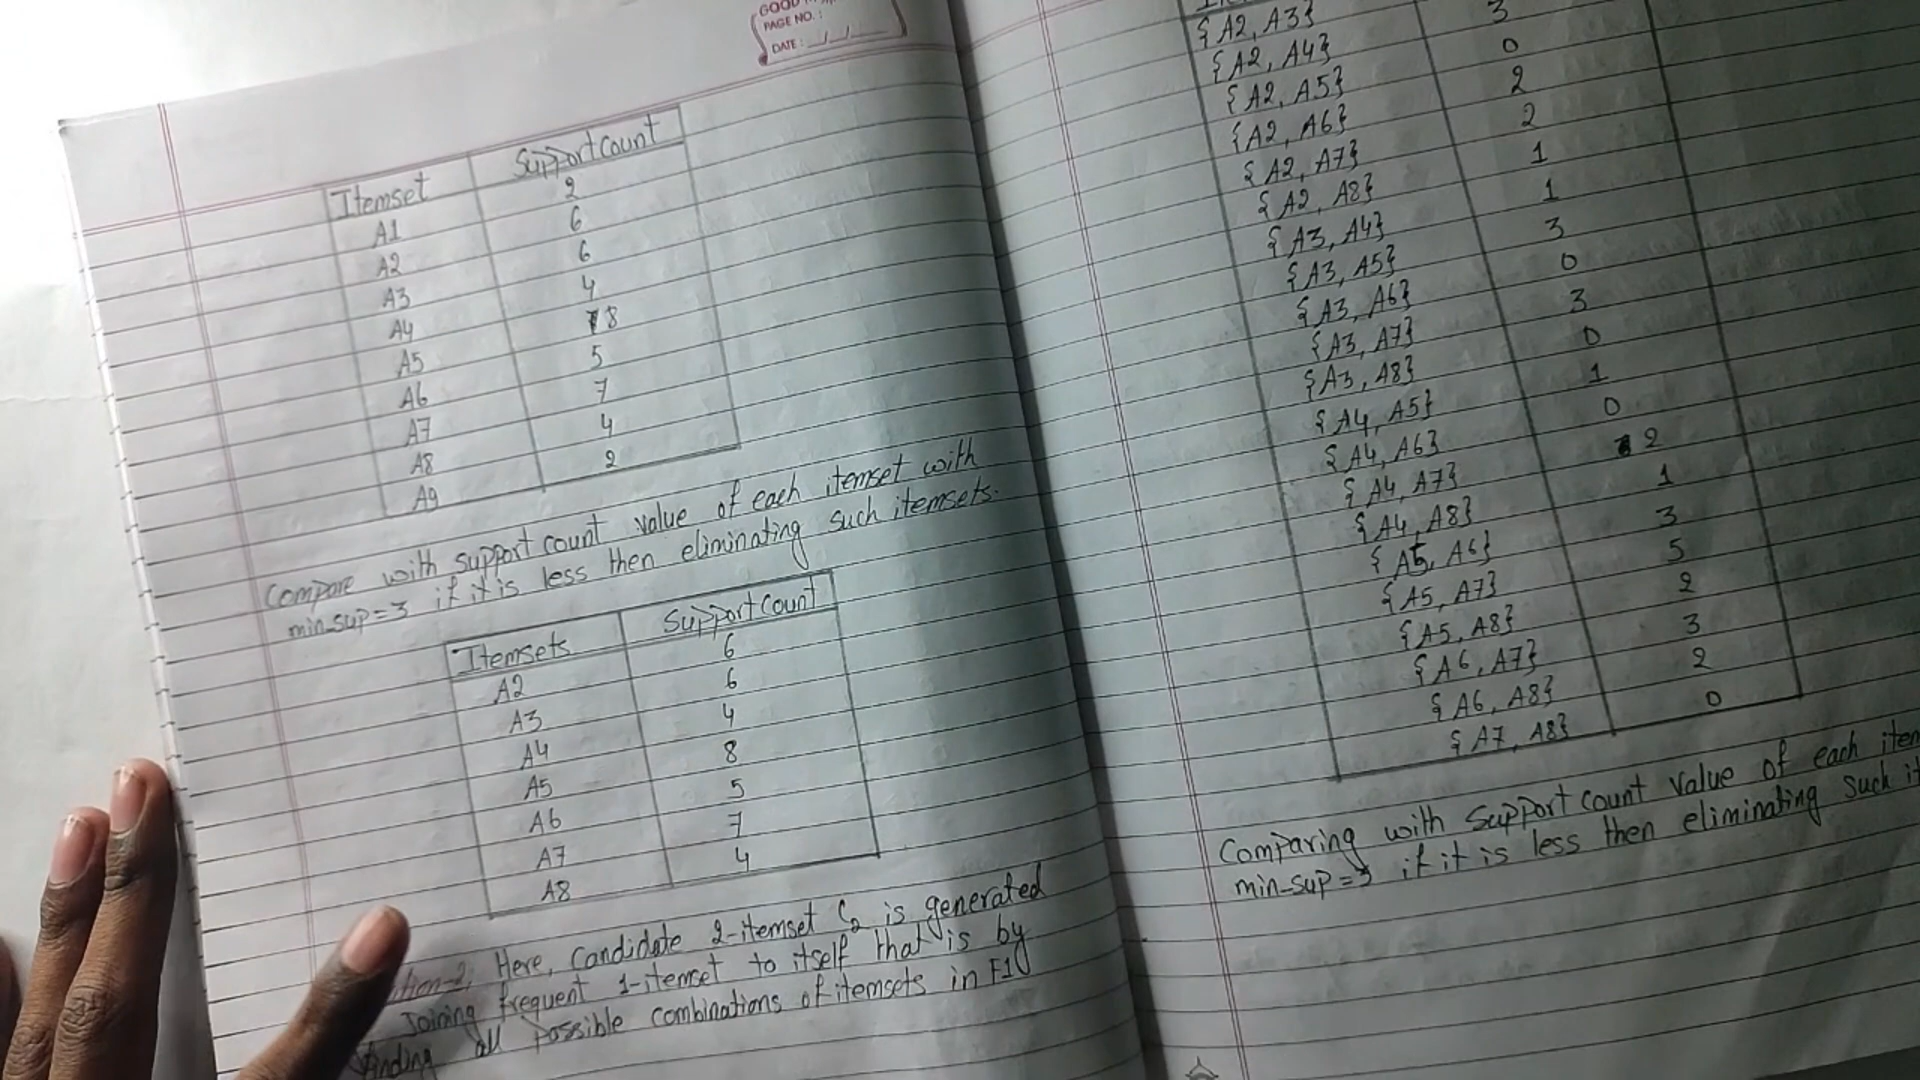 GOOD
PAGE NO. :
DATE :
Itemset Support Count
A1 2
A2 6
A3 6
A4 4
A5 8
A6 5
A7 7
A8 4
A9 2
Compare with support count value of each itemset with
min_sup=3 if it is less then eliminating such itemsets.
Itemsets Support Count
A2 6
A3 6
A4 4
A5 8
A6 5
A7 7
A8 4
Here, candidate 2-itemset C2 is generated
Joining frequent 1-itemset to itself that is by
finding all possible combinations of itemsets in F1
{A2, A3} 3
{A2, A4} 0
{A2, A5} 2
{A2, A6} 2
{A2, A7} 1
{A2, A8} 1
{A3, A4} 3
{A3, A5} 0
{A3, A6} 3
{A3, A7} 0
{A3, A8} 1
{A4, A5} 0
{A4, A6} 2
{A4, A7} 1
{A4, A8} 3
{A5, A6} 5
{A5, A7} 2
{A5, A8} 3
{A6, A7} 2
{A6, A8} 0
{A7, A8}
Comparing with support count value of each
min_sup=3 if it is less then eliminating such